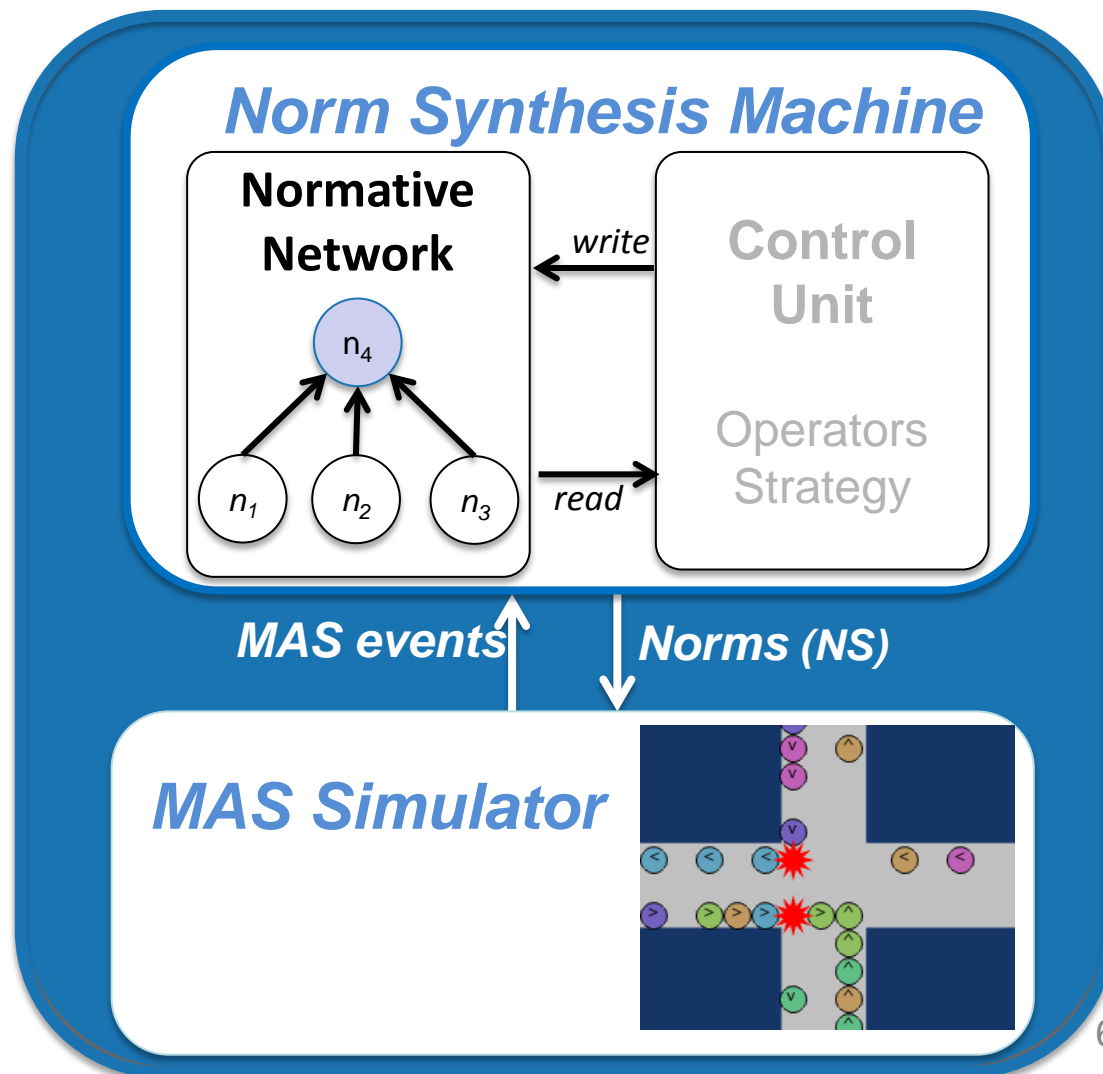 Norm Synthesis Machine
Normative
Network
n4
n1
n2
n3
write
read
Control
Unit
Operators
Strategy
MAS events
Norms (NS)
MAS Simulator
v
^
v
v
v
<
<
<
<
<
>
>
>
>
>
^
^
^
v
^
^
6